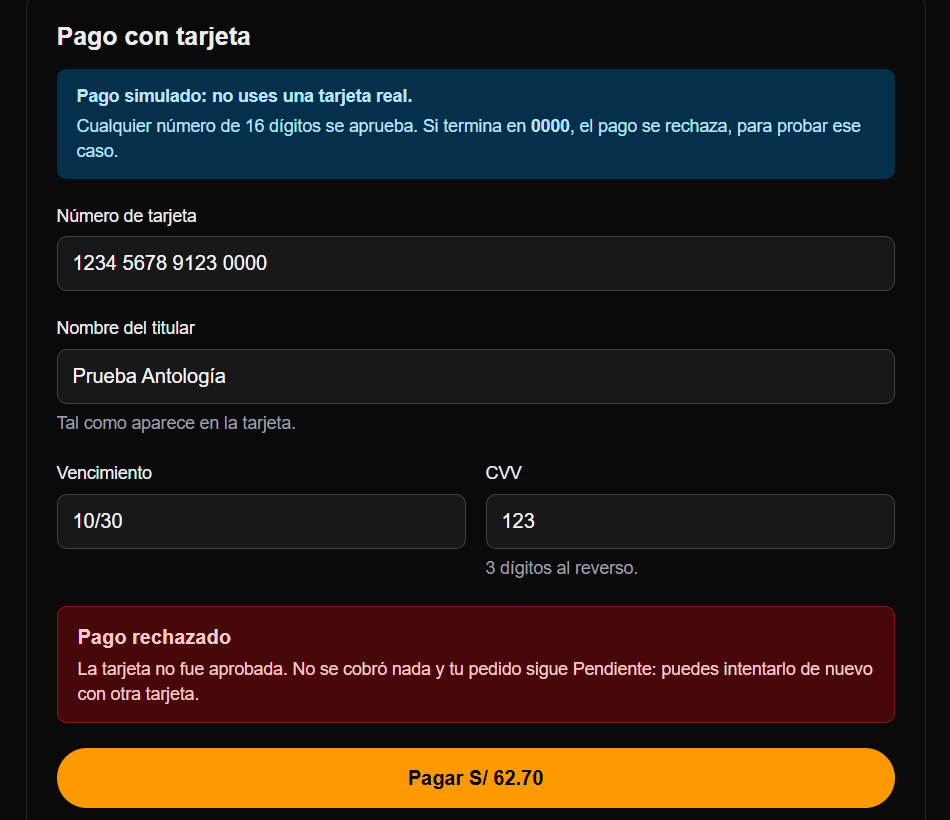 Pago con tarjeta
Pago simulado: no uses una tarjeta real.
Cualquier número de 16 dígitos se aprueba. Si termina en 0000, el pago se rechaza, para probar ese
caso.
Número de tarjeta
1234 5678 9123 0000
Nombre del titular
Prueba Antología
Tal como aparece en la tarjeta.
Vencimiento
CVV
10/30
123
3 dígitos al reverso.
Pago rechazado
La tarjeta no fue aprobada. No se cobró nada y tu pedido sigue Pendiente: puedes intentarlo de nuevo
con otra tarjeta.
Pagar S/ 62.70